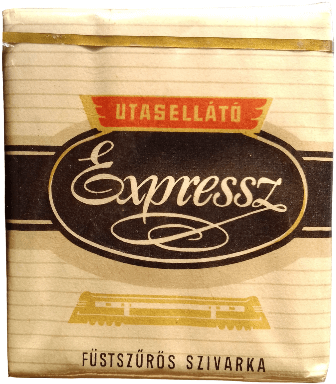 UTASELLÁTÓ
Expressz
FÜSTSZŰRŐS SZIVARKA